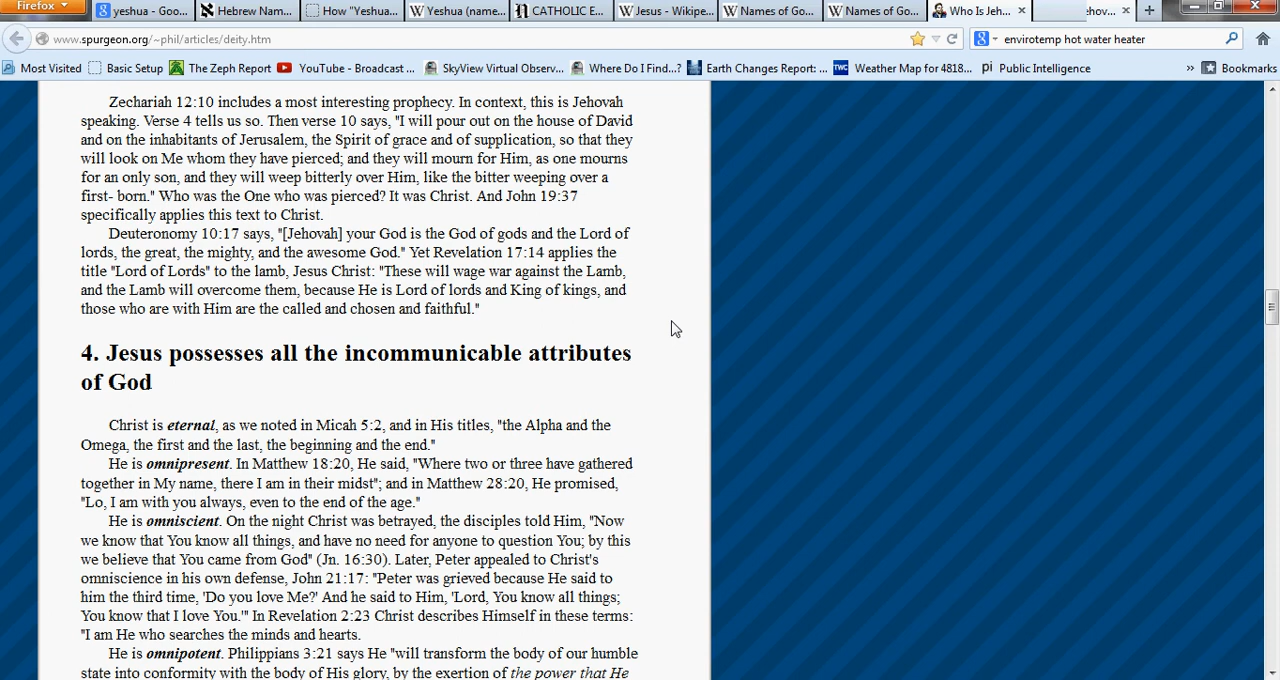 Firefox
yeshua - Goo...
Hebrew Nam...
How "Yeshua...
Yeshua (name...
CATHOLIC E...
Jesus - Wikipe...
Names of Go...
Names of Go...
Who Is Jeh...
ehov...
www.spurgeon.org/~phil/articles/deity.htm
envirotemp hot water heater
Most Visited
Basic Setup
The Zeph Report
YouTube - Broadcast ...
SkyView Virtual Observ...
Where Do I Find...?
Earth Changes Report: ...
Weather Map for 4818...
Public Intelligence
»
Bookmarks
Zechariah 12:10 includes a most interesting prophecy. In context, this is Jehovah
speaking. Verse 4 tells us so. Then verse 10 says, "I will pour out on the house of David
and on the inhabitants of Jerusalem, the Spirit of grace and of supplication, so that they
will look on Me whom they have pierced; and they will mourn for Him, as one mourns
for an only son, and they will weep bitterly over Him, like the bitter weeping over a
first- born." Who was the One who was pierced? It was Christ. And John 19:37
specifically applies this text to Christ.
Deuteronomy 10:17 says, "[Jehovah] your God is the God of gods and the Lord of
lords, the great, the mighty, and the awesome God." Yet Revelation 17:14 applies the
title "Lord of Lords" to the lamb, Jesus Christ: "These will wage war against the Lamb,
and the Lamb will overcome them, because He is Lord of lords and King of kings, and
those who are with Him are the called and chosen and faithful."
4. Jesus possesses all the incommunicable attributes
of God
Christ is eternal, as we noted in Micah 5:2, and in His titles, "the Alpha and the
Omega, the first and the last, the beginning and the end."
He is omnipresent. In Matthew 18:20, He said, "Where two or three have gathered
together in My name, there I am in their midst"; and in Matthew 28:20, He promised,
"Lo, I am with you always, even to the end of the age."
He is omniscient. On the night Christ was betrayed, the disciples told Him, "Now
we know that You know all things, and have no need for anyone to question You; by this
we believe that You came from God" (Jn. 16:30). Later, Peter appealed to Christ's
omniscience in his own defense, John 21:17: "Peter was grieved because He said to
him the third time, 'Do you love Me?' And he said to Him, 'Lord, You know all things;
You know that I love You.'" In Revelation 2:23 Christ describes Himself in these terms:
"I am He who searches the minds and hearts.
He is omnipotent. Philippians 3:21 says He "will transform the body of our humble
state into conformity with the body of His glory, by the exertion of the power that He